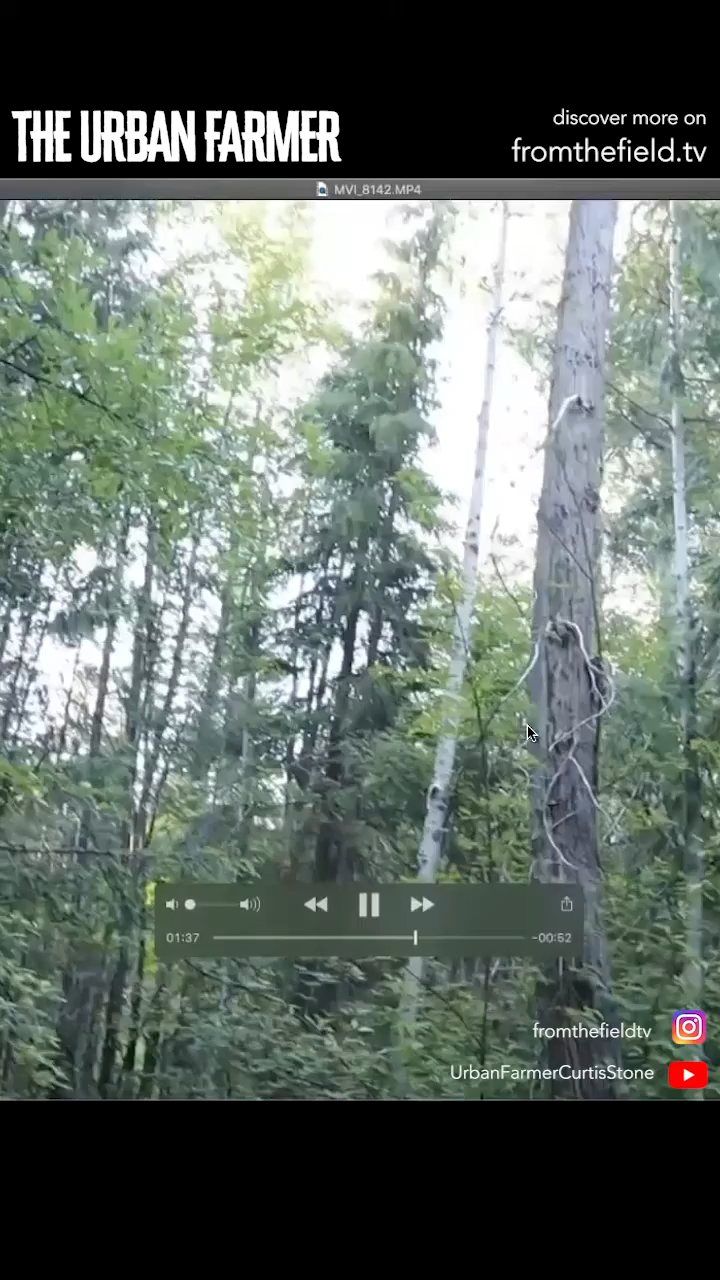 THE URBAN FARMER
discover more on
fromthefield.tv
MVI_8142.MP4
01:37
-00:52
fromthefieldtv
UrbanFarmerCurtisStone